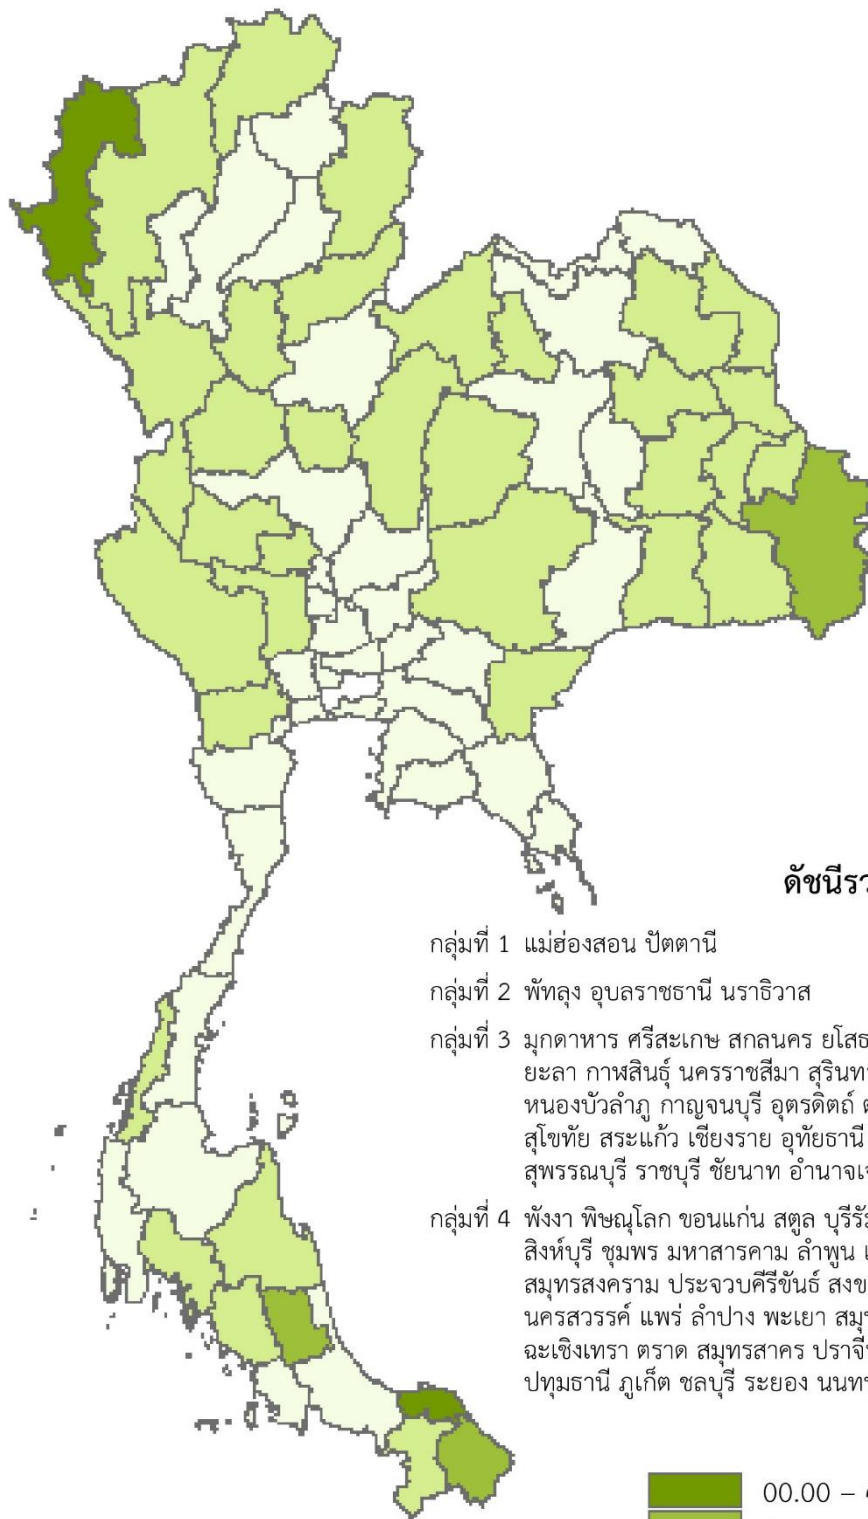 ดัชนีรว
กลุ่มที่ 1 แม่ฮ่องสอน ปัตตานี
กลุ่มที่ 2 พัทลุง อุบลราชธานี นราธิวาส
กลุ่มที่ 3 มุกดาหาร ศรีสะเกษ สกลนคร ยโสธ
ยะลา กาฬสินธุ์ นครราชสีมา สุรินทร
หนองบัวลำภู กาญจนบุรี อุตรดิตถ์
สุโขทัย สระแก้ว เชียงราย อุทัยธานี
สุพรรณบุรี ราชบุรี ชัยนาท อำนาจเจ
กลุ่มที่ 4 พังงา พิษณุโลก ขอนแก่น สตูล บุรีรัม
สิงห์บุรี ชุมพร มหาสารคาม ลำพูน
สมุทรสงคราม ประจวบคีรีขันธ์ สงข
นครสวรรค์ แพร่ ลำปาง พะเยา สมุท
ฉะเชิงเทรา ตราด สมุทรสาคร ปราจีน
ปทุมธานี ภูเก็ต ชลบุรี ระยอง นนท
00.00 –